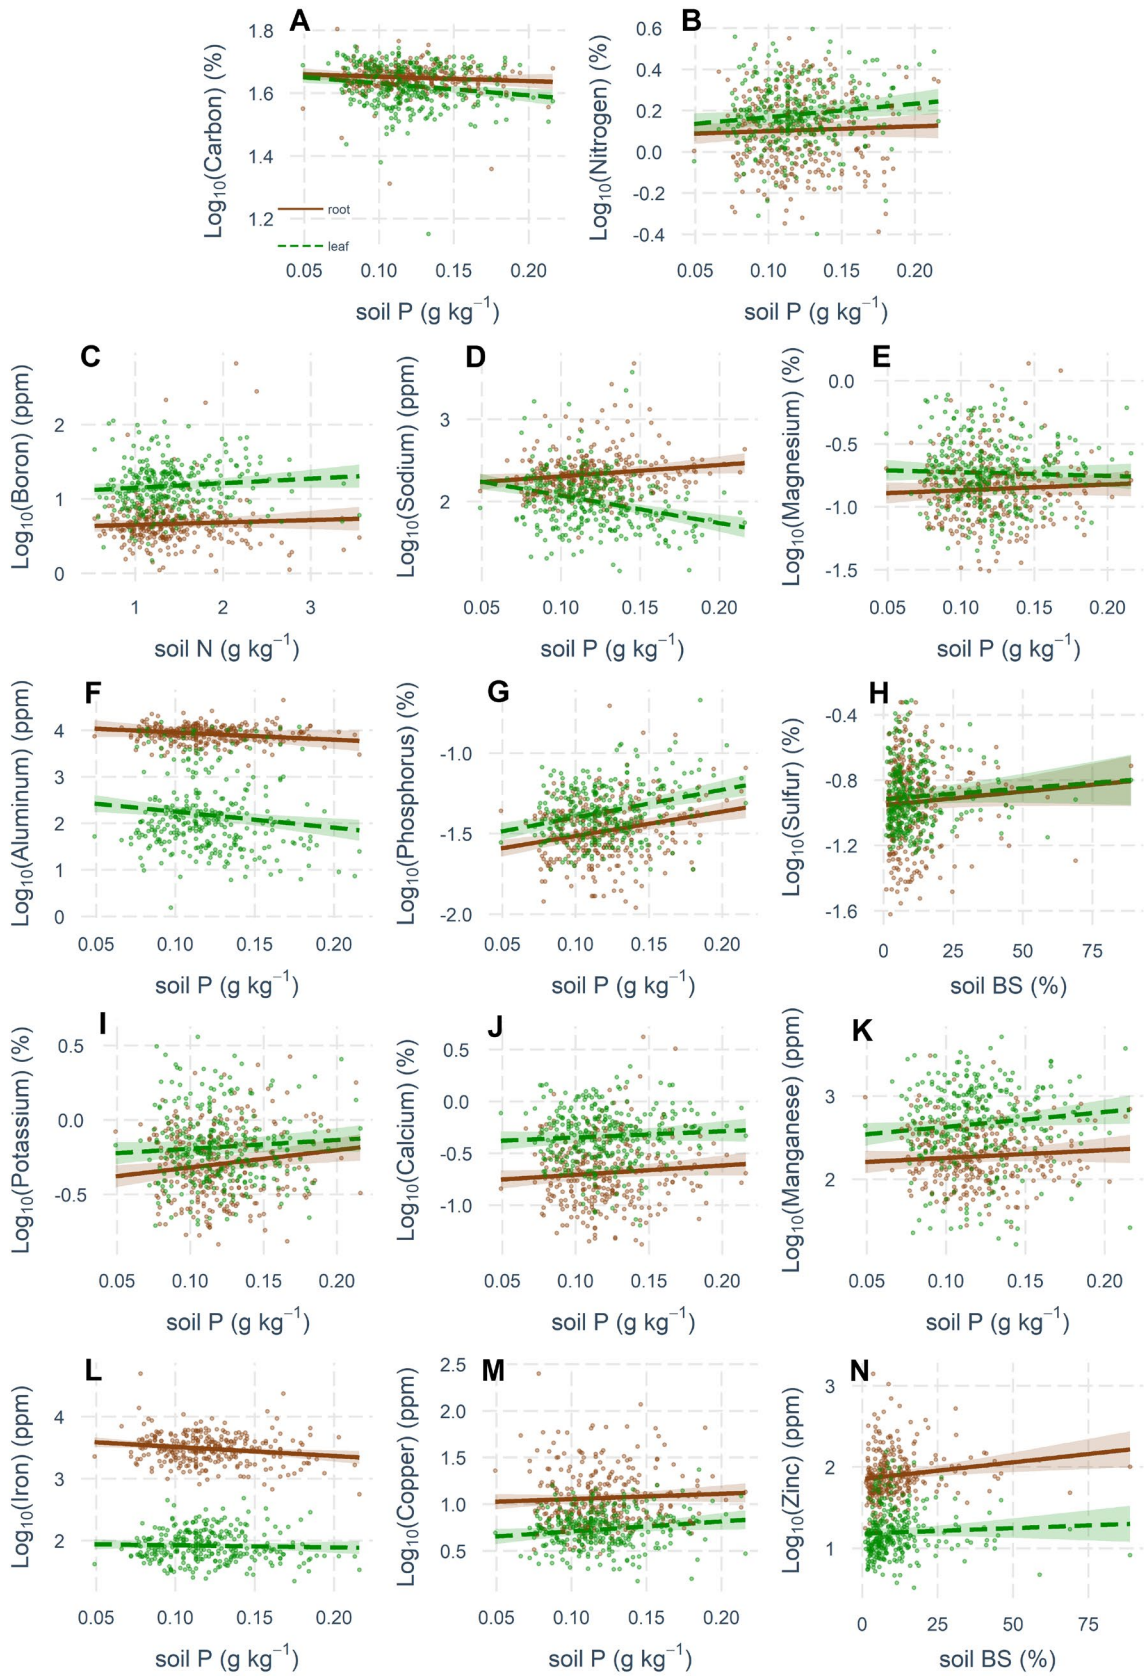 A
B
Log₁₀(Carbon) (%)
1.8
1.6
1.4
1.2
root
leaf
0.05 0.10 0.15 0.20
soil P (g kg⁻¹)
Log₁₀(Nitrogen) (%)
0.6
0.4
0.2
0.0
-0.2
-0.4
0.05 0.10 0.15 0.20
soil P (g kg⁻¹)
C
Log₁₀(Boron) (ppm)
2
1
0
1 2 3
soil N (g kg⁻¹)
D
Log₁₀(Sodium) (ppm)
3
2
0.05 0.10 0.15 0.20
soil P (g kg⁻¹)
E
Log₁₀(Magnesium) (%)
0.0
-0.5
-1.0
-1.5
0.05 0.10 0.15 0.20
soil P (g kg⁻¹)
F
Log₁₀(Aluminum) (ppm)
4
3
2
1
0
0.05 0.10 0.15 0.20
soil P (g kg⁻¹)
G
Log₁₀(Phosphorus) (%)
-1.0
-1.5
-2.0
0.05 0.10 0.15 0.20
soil P (g kg⁻¹)
H
Log₁₀(Sulfur) (%)
-0.4
-0.8
-1.2
-1.6
0 25 50 75
soil BS (%)
I
Log₁₀(Potassium) (%)
0.5
0.0
-0.5
0.05 0.10 0.15 0.20
soil P (g kg⁻¹)
J
Log₁₀(Calcium) (%)
0.5
0.0
-0.5
-1.0
0.05 0.10 0.15 0.20
soil P (g kg⁻¹)
K
Log₁₀(Manganese) (ppm)
3
2
0.05 0.10 0.15 0.20
soil P (g kg⁻¹)
L
Log₁₀(Iron) (ppm)
4
3
2
0.05 0.10 0.15 0.20
soil P (g kg⁻¹)
M
Log₁₀(Copper) (ppm)
2.5
2.0
1.5
1.0
0.5
0.05 0.10 0.15 0.20
soil P (g kg⁻¹)
N
Log₁₀(Zinc) (ppm)
3
2
1
0 25 50 75
soil BS (%)